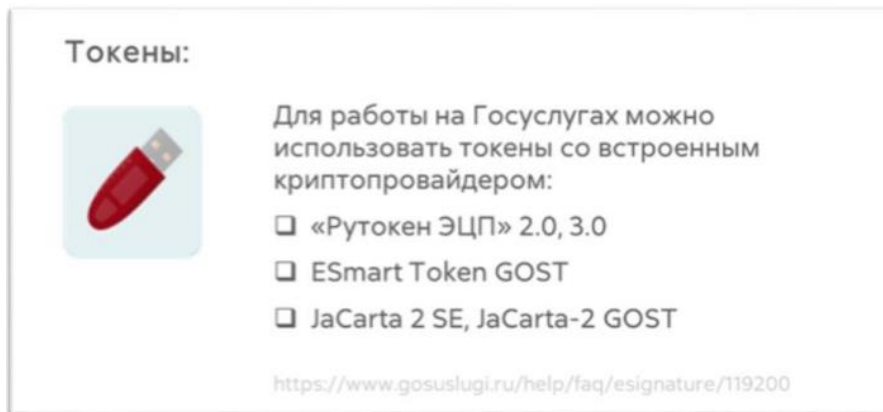 Токены:
Для работы на Госуслугах можно
использовать токены со встроенным
криптопровайдером:
❑ «Рутокен ЭЦП» 2.0, 3.0
❑ ESmart Token GOST
❑ JaCarta 2 SE, JaCarta-2 GOST
https://www.gosuslugi.ru/help/faq/esignature/119200